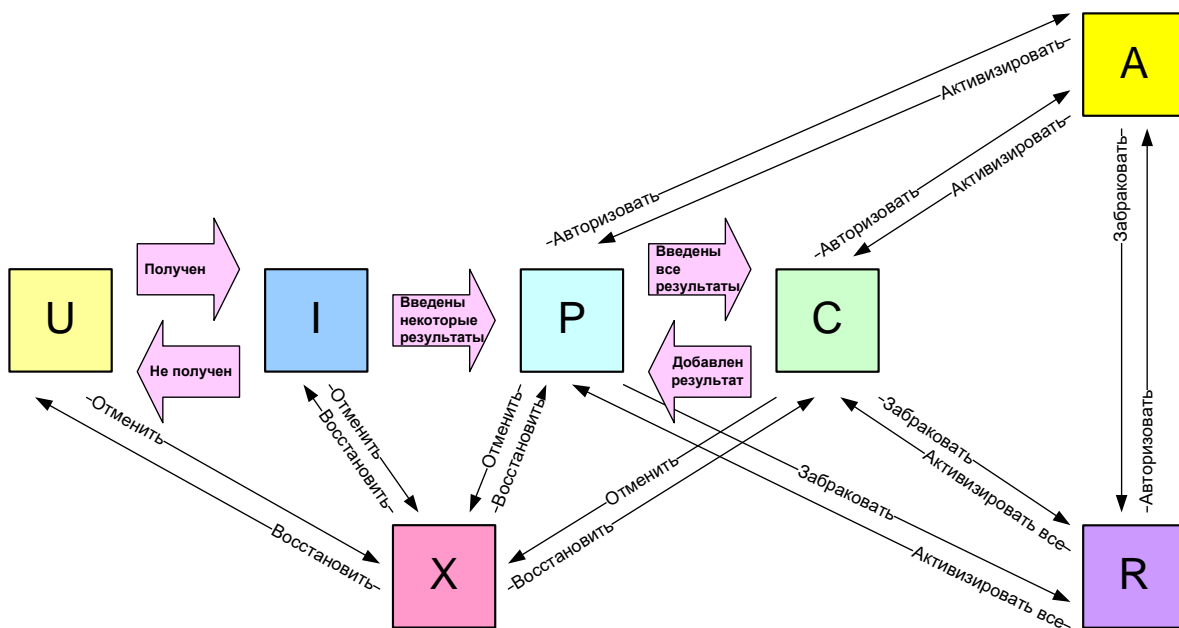 A
Активизировать
Авторизовать
Активизировать
Авторизовать
Забраковать
Авторизовать
U
Получен
Не получен
I
Введены
некоторые
результаты
P
Введены
все
результаты
Добавлен
результат
C
Отменить
Восстановить
Отменить
Восстановить
Отменить
Восстановить
Отменить
Восстановить
Забраковать
Активизировать все
Забраковать
Активизировать все
X
R